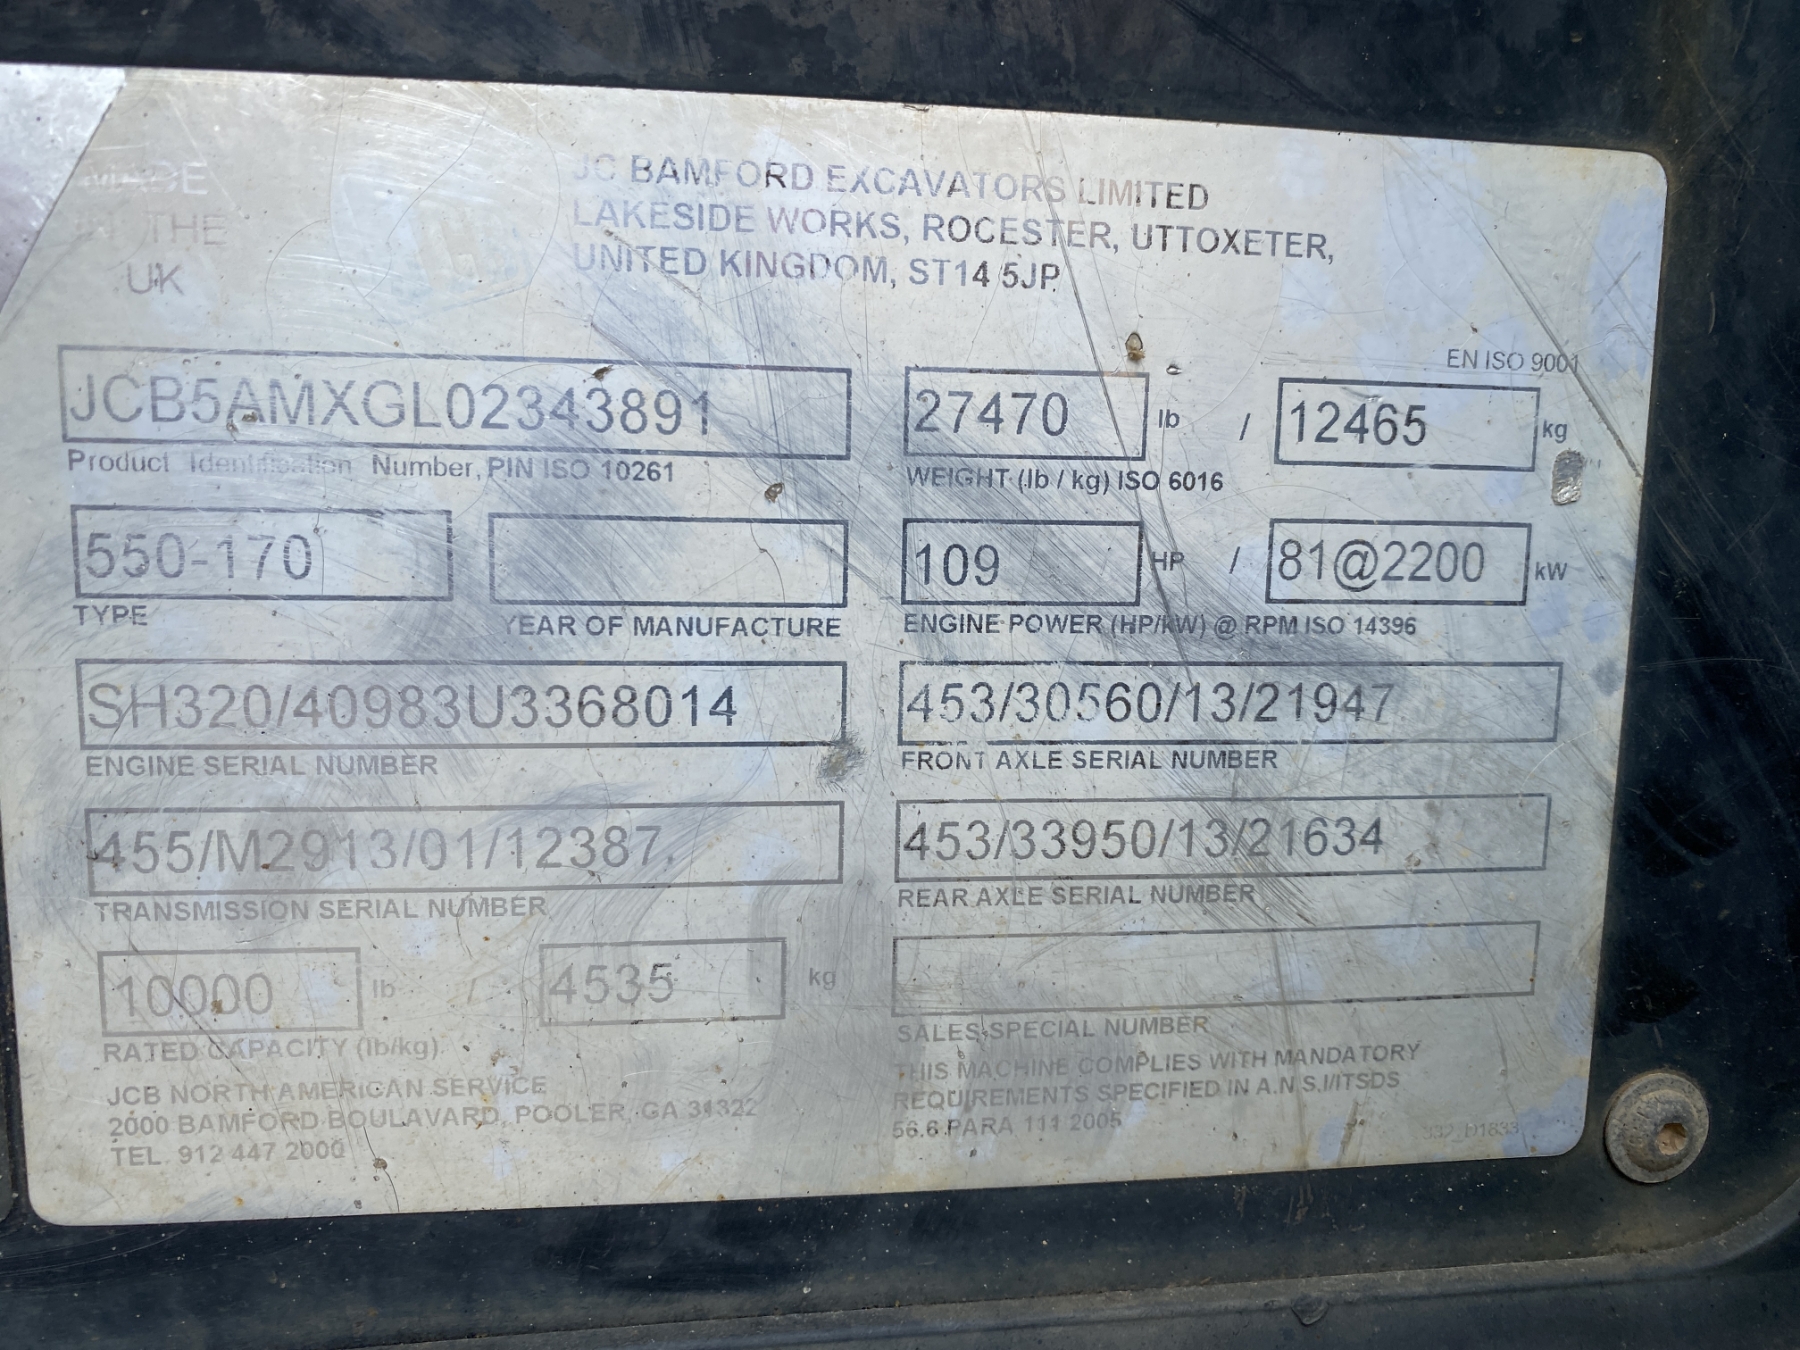 MADE
IN THE
UK
JC BAMFORD EXCAVATORS LIMITED
LAKESIDE WORKS, ROCESTER, UTTOXETER,
UNITED KINGDOM, ST14 5JP
EN ISO 9001
JCB5AMXGL02343891
Product Identification Number, PIN ISO 10261
27470 lb / 12465 kg
WEIGHT (lb / kg) ISO 6016
550-170
TYPE
YEAR OF MANUFACTURE
109 HP / 81@2200 kW
ENGINE POWER (HP/kW) @ RPM ISO 14396
SH320/40983U3368014
ENGINE SERIAL NUMBER
453/30560/13/21947
FRONT AXLE SERIAL NUMBER
455/M2913/01/12387
TRANSMISSION SERIAL NUMBER
453/33950/13/21634
REAR AXLE SERIAL NUMBER
10000 lb / 4535 kg
RATED CAPACITY (lb/kg)
SALES SPECIAL NUMBER
JCB NORTH AMERICAN SERVICE
2000 BAMFORD BOULAVARD, POOLER, GA 31322
TEL. 912 447 2000
THIS MACHINE COMPLIES WITH MANDATORY
REQUIREMENTS SPECIFIED IN A.N.S.I/ITSDS
56.6 PARA 111 2005